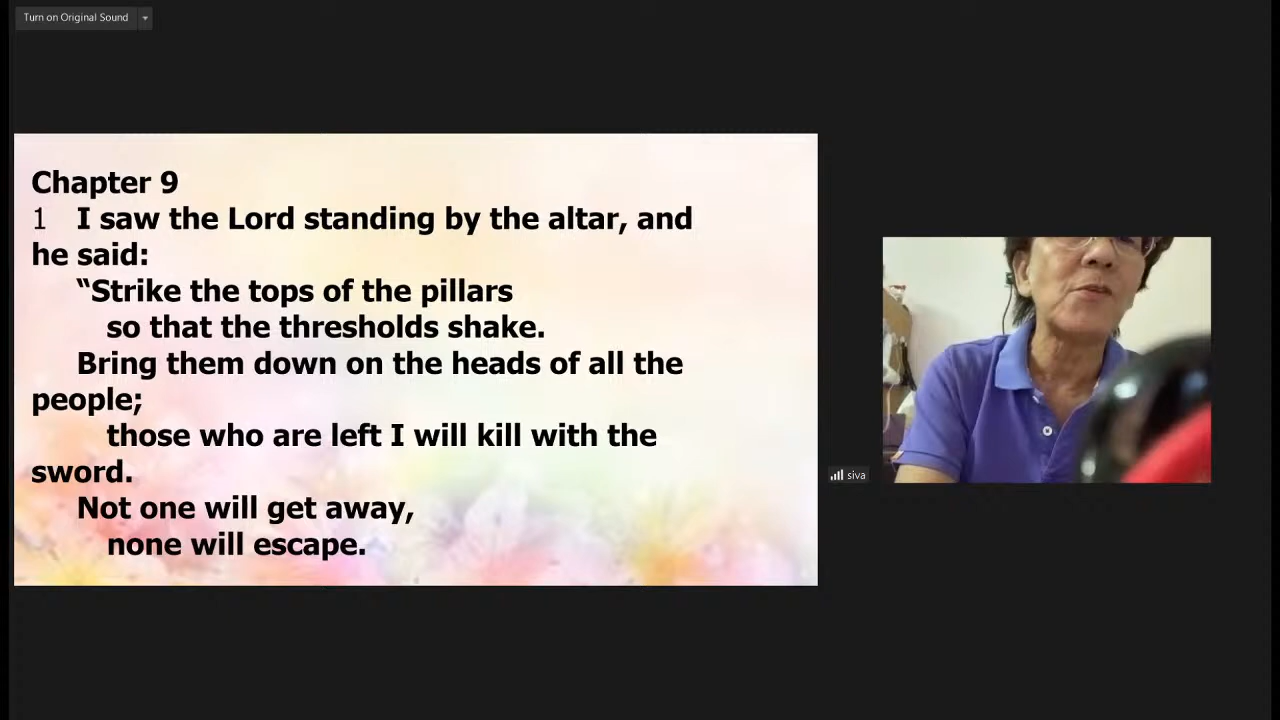 Turn on Original Sound
Chapter 9
1 I saw the Lord standing by the altar, and
he said:
“Strike the tops of the pillars
so that the thresholds shake.
Bring them down on the heads of all the
people;
those who are left I will kill with the
sword.
Not one will get away,
none will escape.
siva